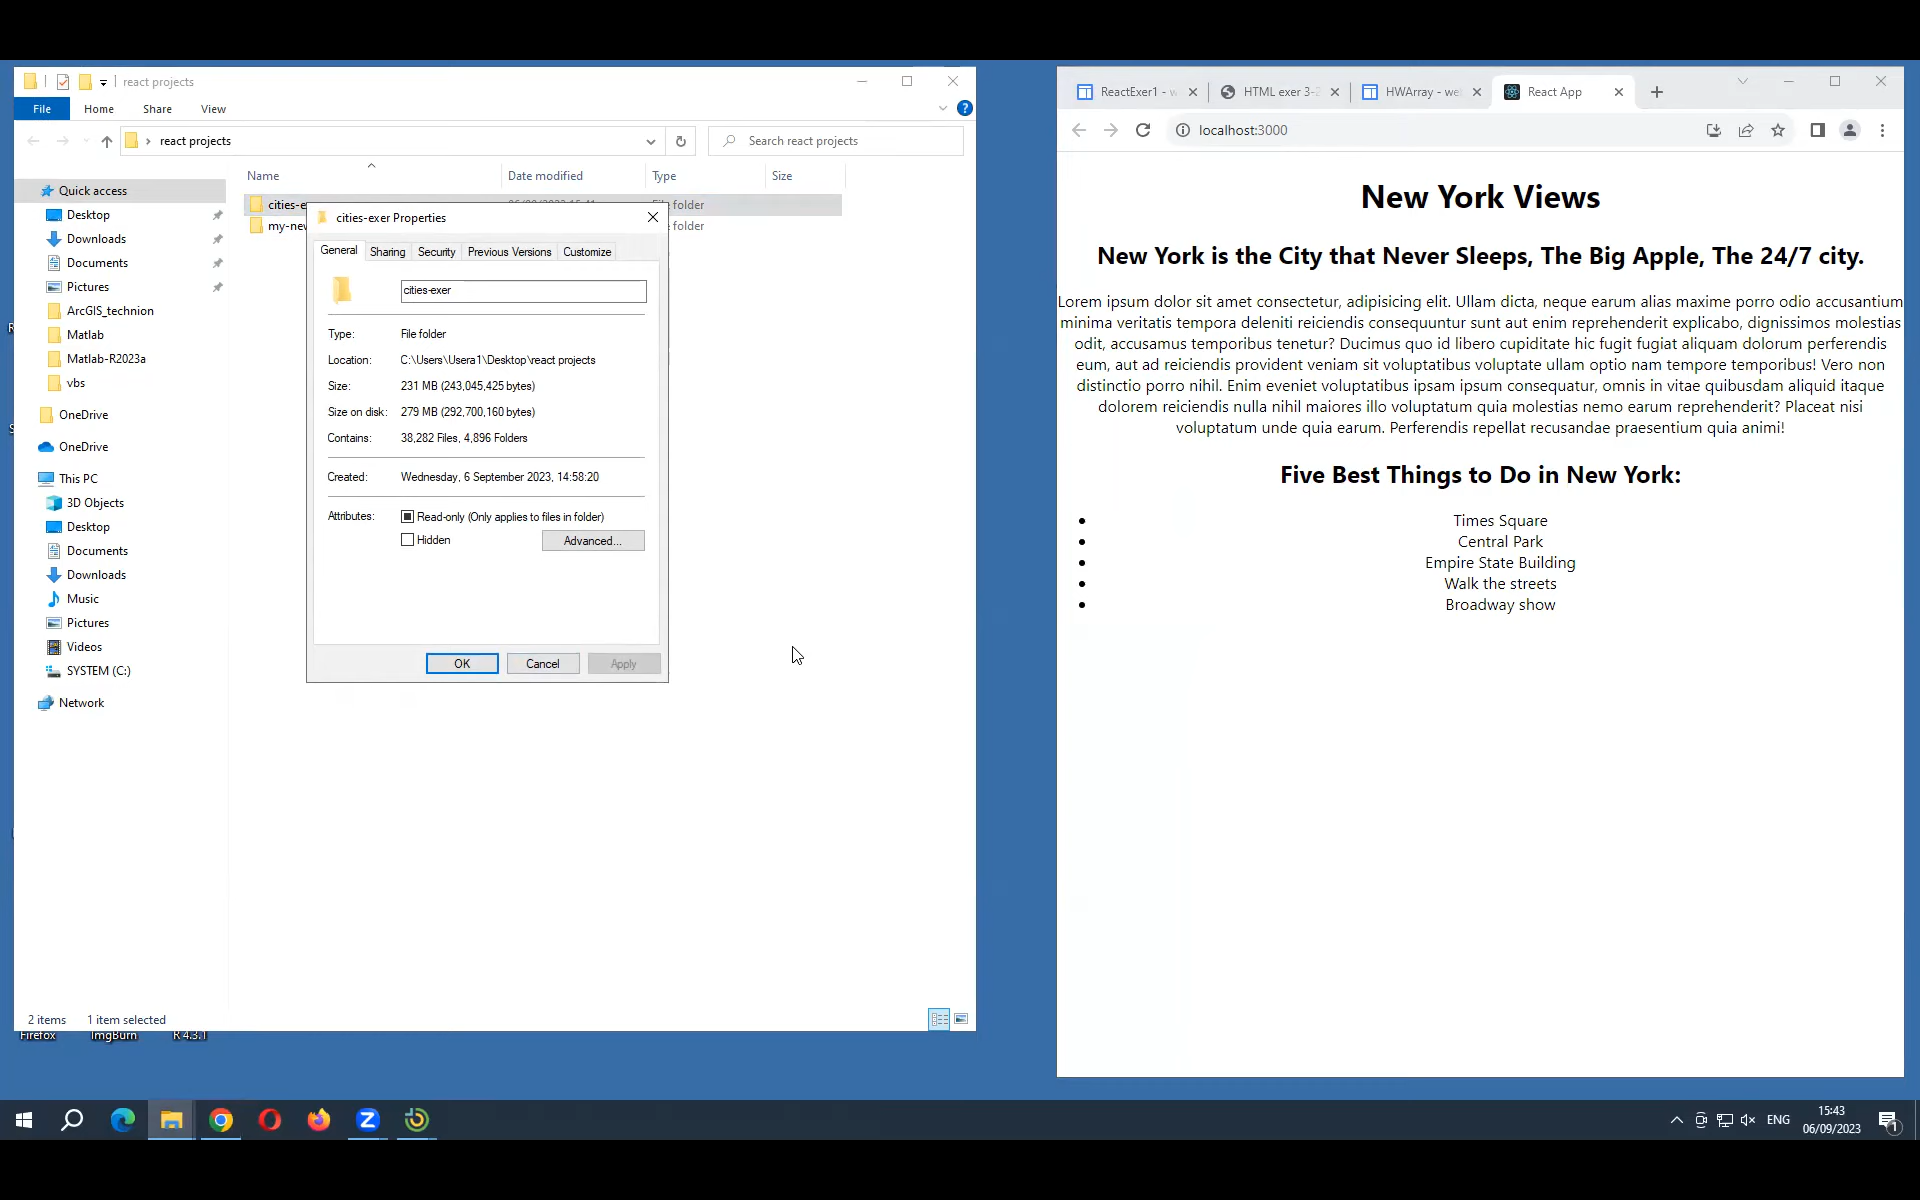 react projects
File
Home
Share
View
react projects
Search react projects
Name
Date modified
Type
Size
Quick access
Desktop
Downloads
Documents
Pictures
ArcGIS_technion
Matlab
Matlab-R2023a
vbs
OneDrive
OneDrive
This PC
3D Objects
Desktop
Documents
Downloads
Music
Pictures
Videos
SYSTEM (C:)
Network
folder
folder
cities-exer Properties
General
Sharing
Security
Previous Versions
Customize
cities-exer
Type: File folder
Location: C:\Users\Usera1\Desktop\react projects
Size: 231 MB (243,045,425 bytes)
Size on disk: 279 MB (292,700,160 bytes)
Contains: 38,282 Files, 4,896 Folders
Created: Wednesday, 6 September 2023, 14:58:20
Attributes: Read-only (Only applies to files in folder)
Hidden
Advanced...
OK
Cancel
Apply
2 items
1 item selected
Firefox
ImgBurn
R 4.3.1
ReactExer1 - w
HTML exer 3-2
HWArray - we
React App
localhost:3000
New York Views
New York is the City that Never Sleeps, The Big Apple, The 24/7 city.
Lorem ipsum dolor sit amet consectetur, adipisicing elit. Ullam dicta, neque earum alias maxime porro odio accusantium
minima veritatis tempora deleniti reiciendis consequuntur sunt aut enim reprehenderit explicabo, dignissimos molestias
odit, accusamus temporibus tenetur? Ducimus quo id libero cupiditate hic fugit fugiat aliquam dolorum perferendis
eum, aut ad reiciendis provident veniam sit voluptatibus voluptate ullam optio nam tempore temporibus! Vero non
distinctio porro nihil. Enim eveniet voluptatibus ipsam ipsum consequatur, omnis in vitae quibusdam aliquid itaque
dolorem reiciendis nulla nihil maiores illo voluptatum quia molestias nemo earum reprehenderit? Placeat nisi
voluptatum unde quia earum. Perferendis repellat recusandae praesentium quia animi!
Five Best Things to Do in New York:
Times Square
Central Park
Empire State Building
Walk the streets
Broadway show
ENG
15:43
06/09/2023
1